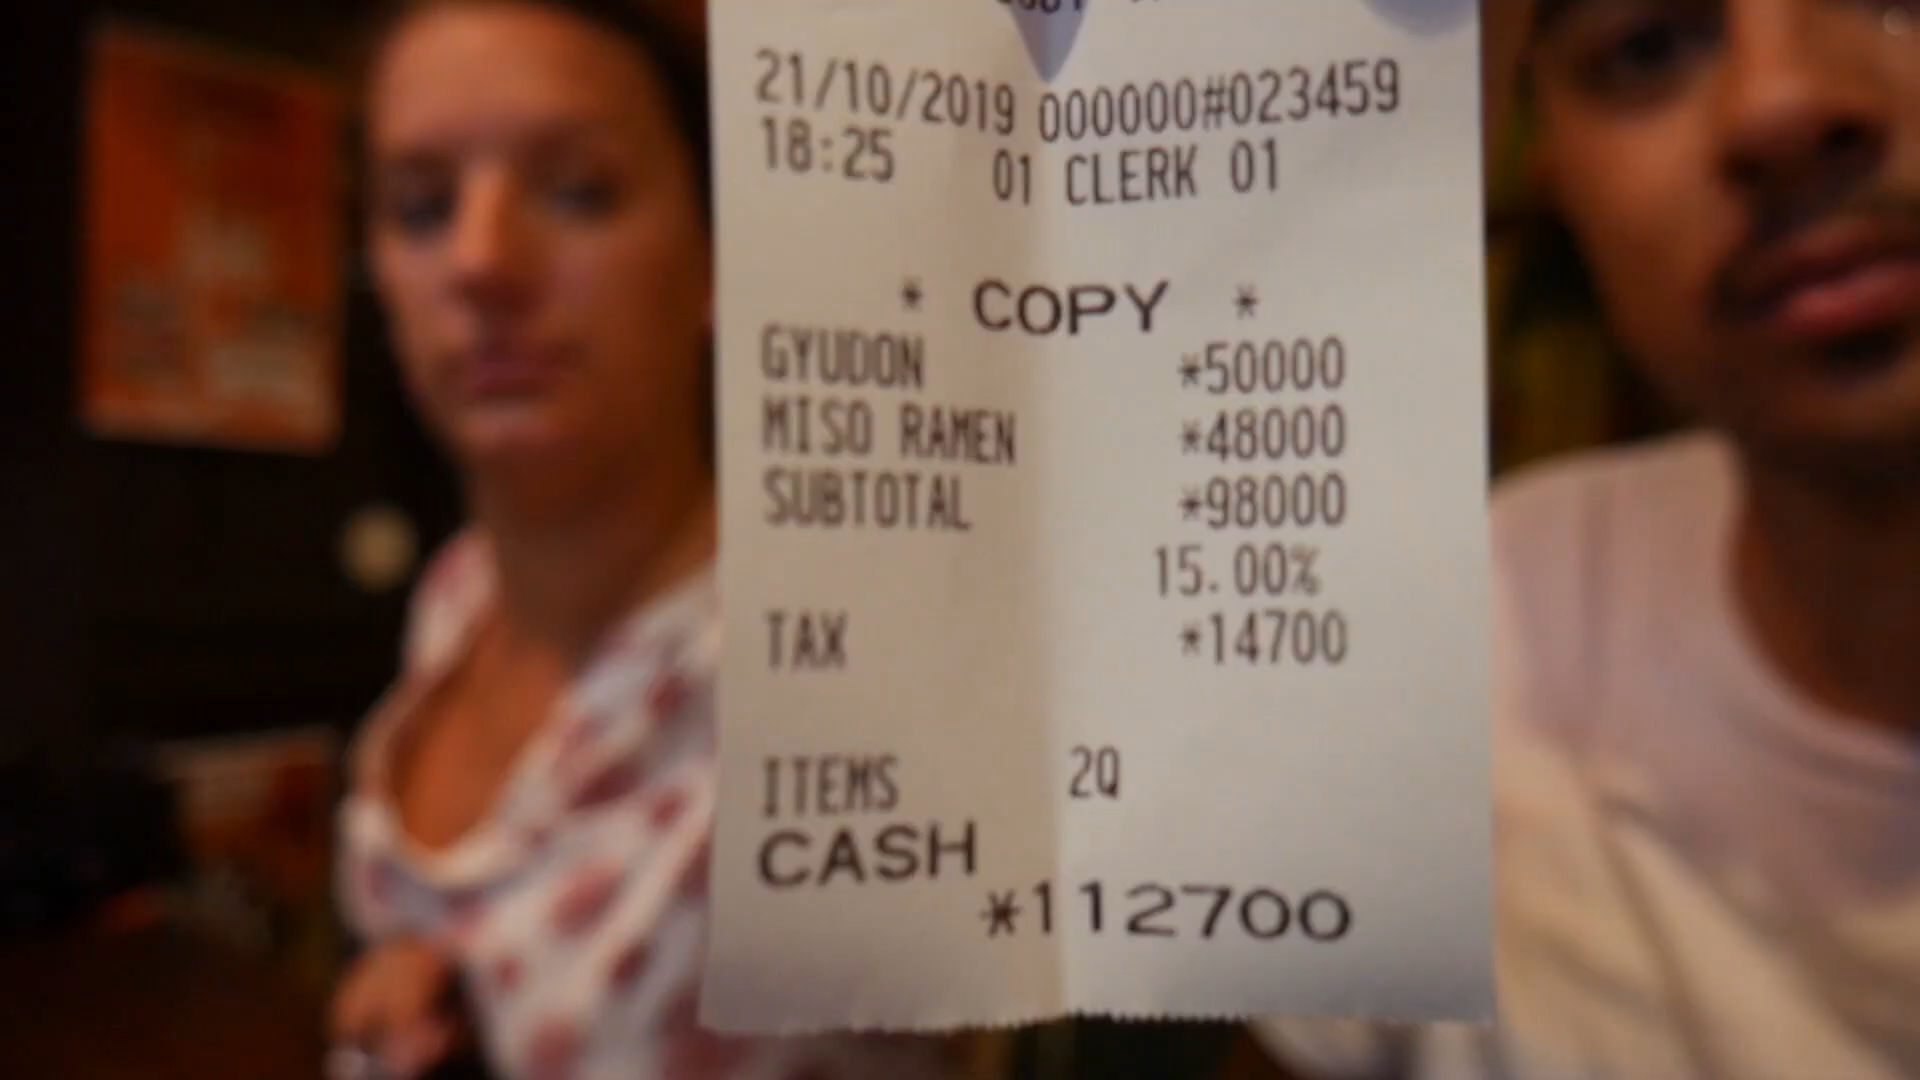 21/10/2019 000000#023459
18:25 01 CLERK 01
* COPY *
GYUDON *50000
MISO RAMEN *48000
SUBTOTAL *98000
15.00%
TAX *14700
ITEMS 2Q
CASH
*112700